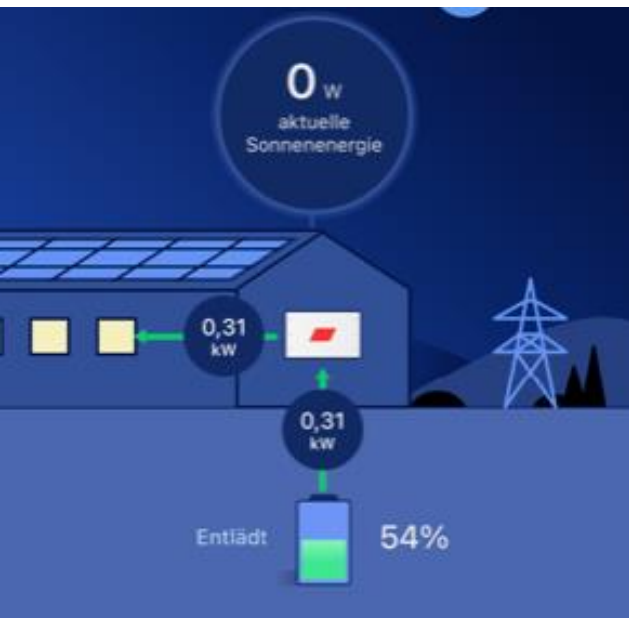 0 W
aktuelle
Sonnenenergie
0,31
kW
0,31
kW
Entlädt 54%